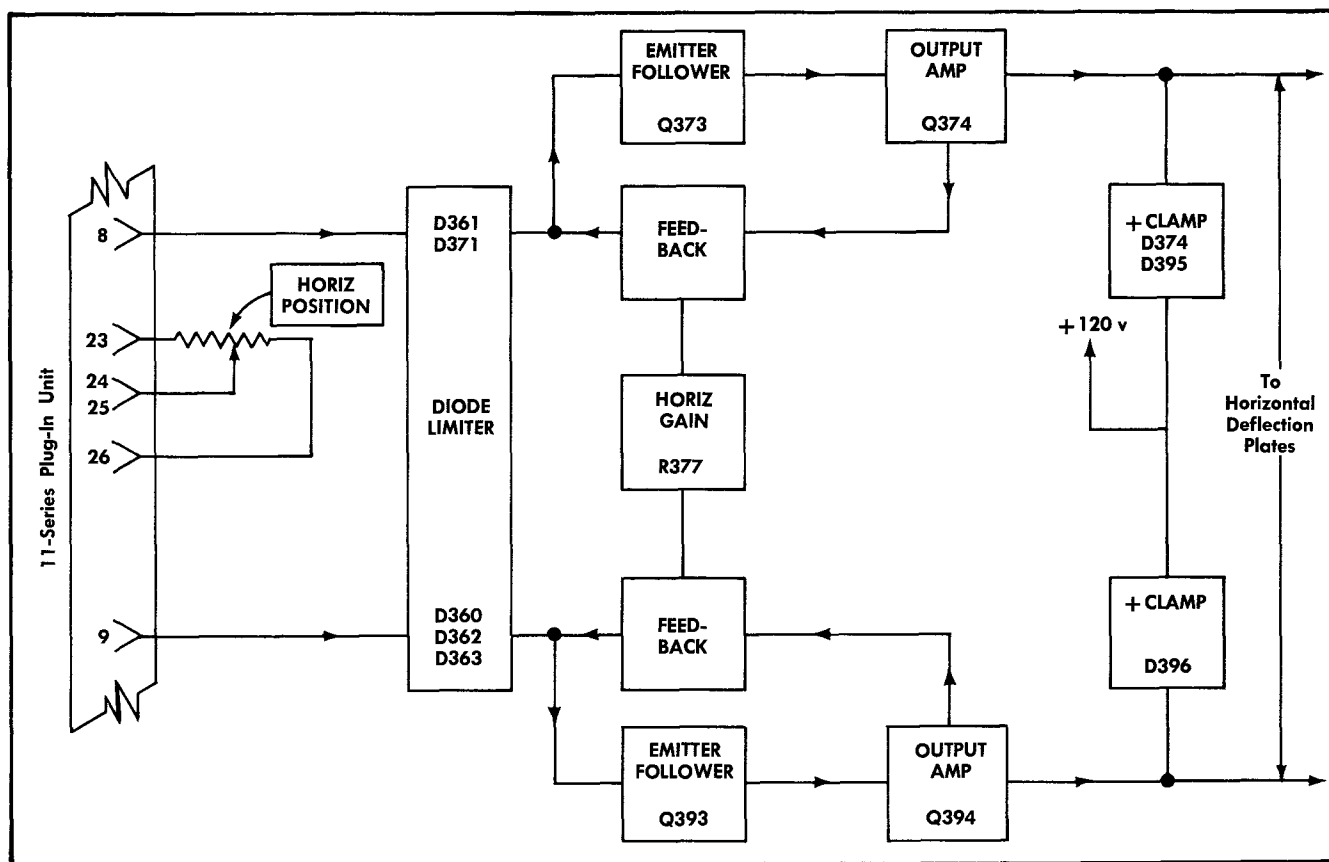 EMITTER
FOLLOWER
Q373
OUTPUT
AMP
Q374
8
D361
D371
FEED-
BACK
+ CLAMP
D374
D395
HORIZ
POSITION
23
24
25
26
11-Series Plug-In Unit
DIODE
LIMITER
HORIZ
GAIN
R377
+120 v
To
Horizontal
Deflection
Plates
9
D360
D362
D363
FEED-
BACK
+ CLAMP
D396
EMITTER
FOLLOWER
Q393
OUTPUT
AMP
Q394